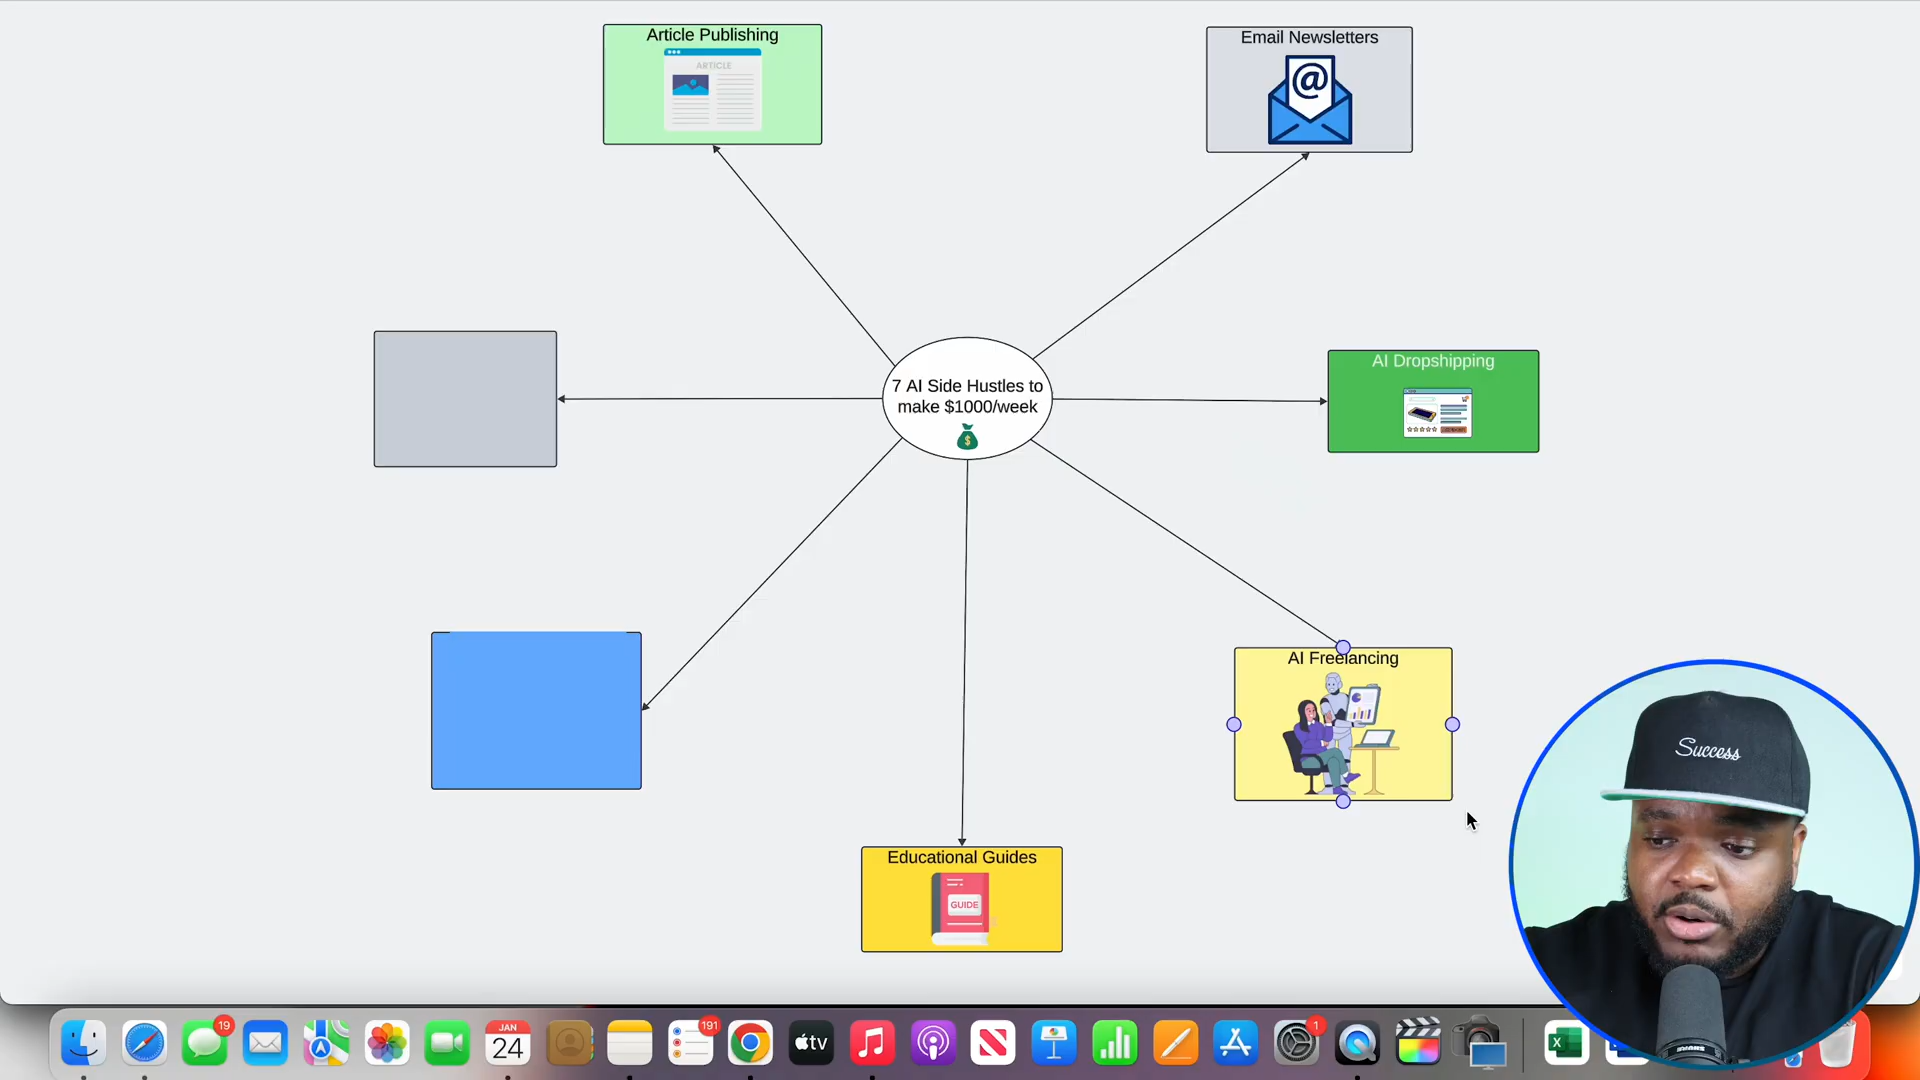 Article Publishing
ARTICLE
Email Newsletters
@
7 AI Side Hustles to
make $1000/week
$
AI Dropshipping
AI Freelancing
Educational Guides
GUIDE
Success
19
JAN
24
191
tv
1
X